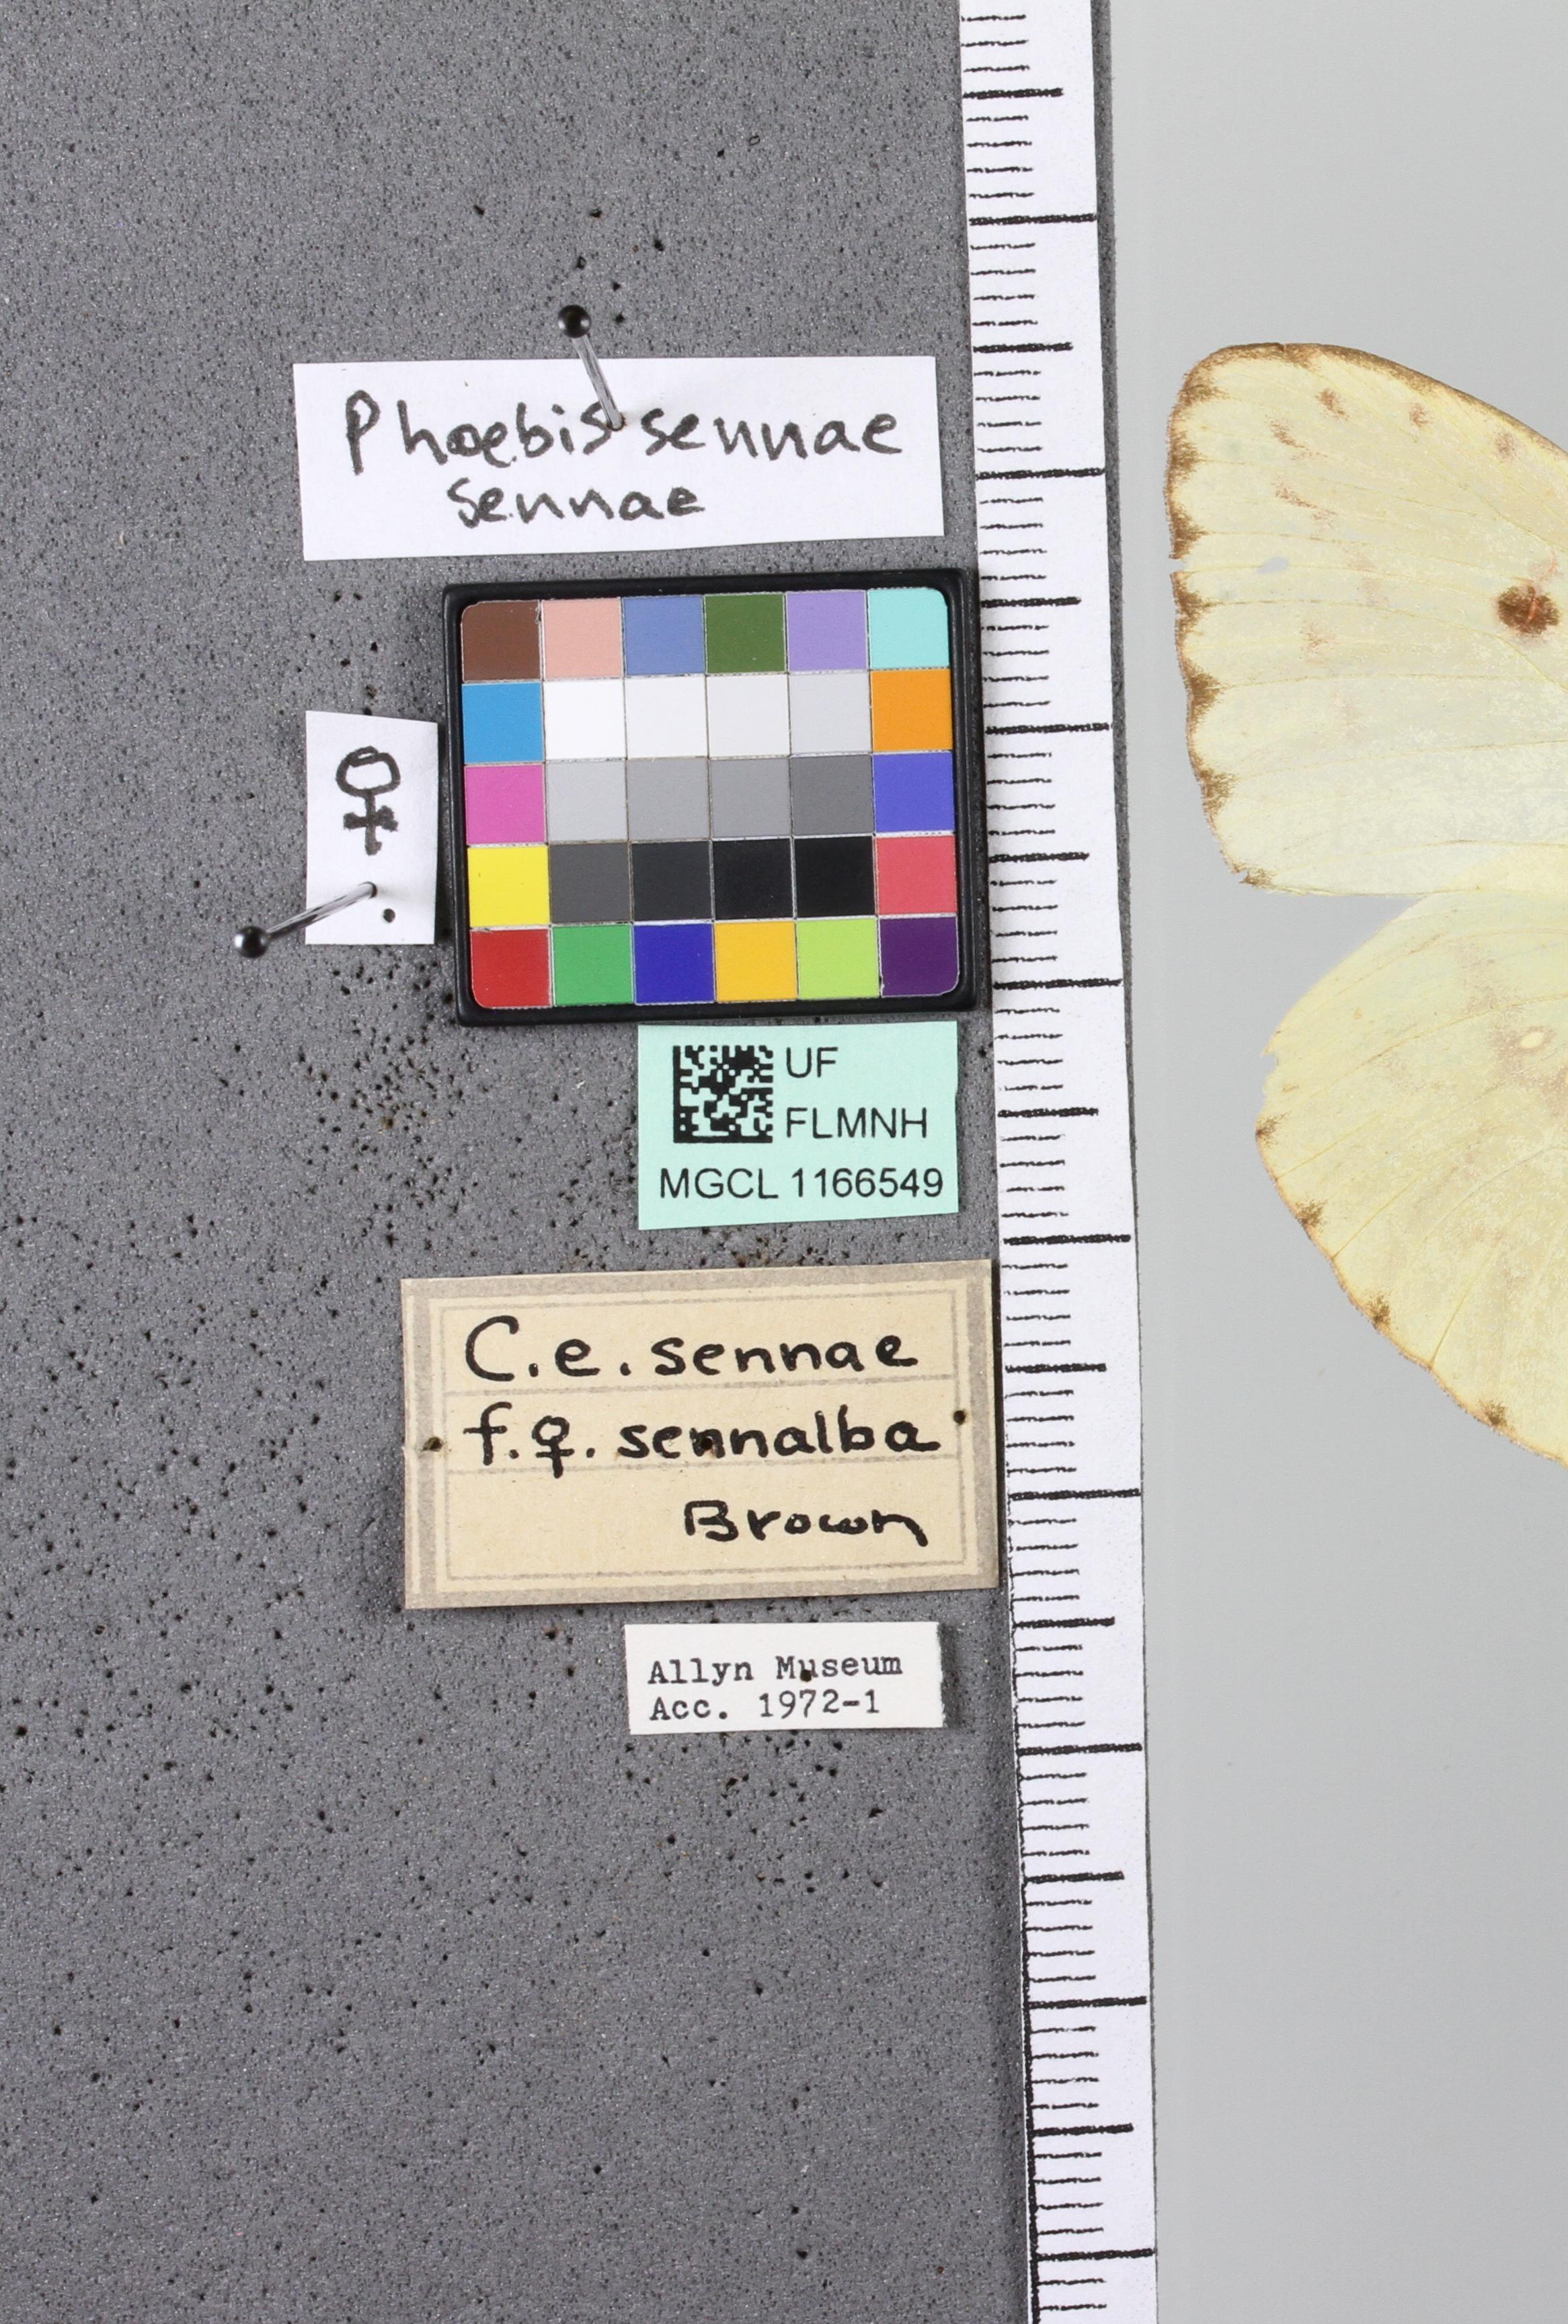 Phoebis sennae
sennae
♀.
UF
FLMNH
MGCL 1166549
C.e. sennae
f.♀. sennalba
Brown
Allyn Museum
Acc. 1972-1